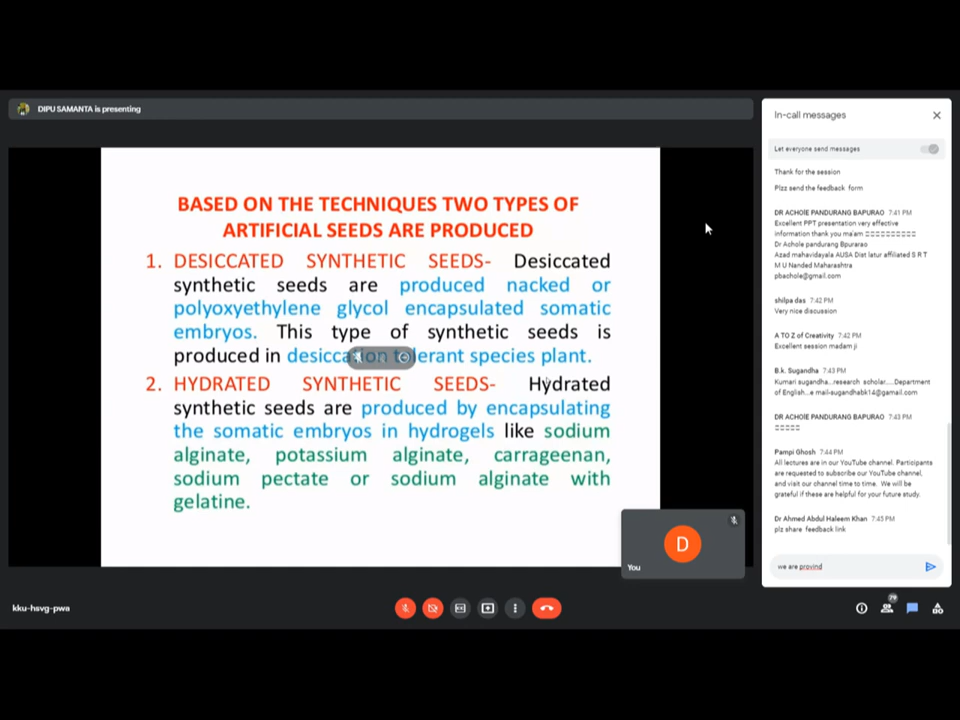 DIPU SAMANTA is presenting
BASED ON THE TECHNIQUES TWO TYPES OF
ARTIFICIAL SEEDS ARE PRODUCED
1. DESICCATED SYNTHETIC SEEDS- Desiccated
synthetic seeds are produced nacked or
polyoxyethylene glycol encapsulated somatic
embryos. This type of synthetic seeds is
produced in desiccation tolerant species plant.
2. HYDRATED SYNTHETIC SEEDS- Hydrated
synthetic seeds are produced by encapsulating
the somatic embryos in hydrogels like sodium
alginate, potassium alginate, carrageenan,
sodium pectate or sodium alginate with
gelatine.
D
You
kku-hsvg-pwa
In-call messages
Let everyone send messages
Thank for the session
Plzz send the feedback form
DR ACHOlE PANDURANG BAPURAO 7:41 PM
Excellent PPT presentation very effective
information thank you ma'am
Dr Achole pandurang Bpurarao
Azad mahavidayala AUSA Dist latur affiliated S R T
M U Nanded Maharashtra
pbachole@gmail.com
shilpa das 7:42 PM
Very nice discussion
A TO Z of Creativity 7:42 PM
Excellent session madam ji
B.k. Sugandha 7:43 PM
Kumari sugandha...research scholar.....Department
of English...e mail-sugandhabk14@gamail.com
DR ACHOlE PANDURANG BAPURAO 7:43 PM
Pampi Ghosh 7:44 PM
All lectures are in our YouTube channel. Participants
are requested to subscribe our YouTube channel,
and visit our channel time to time. We will be
grateful if these are helpful for your future study.
Dr Ahmed Abdul Haleem Khan 7:45 PM
plz share feedback link
we are provind
79